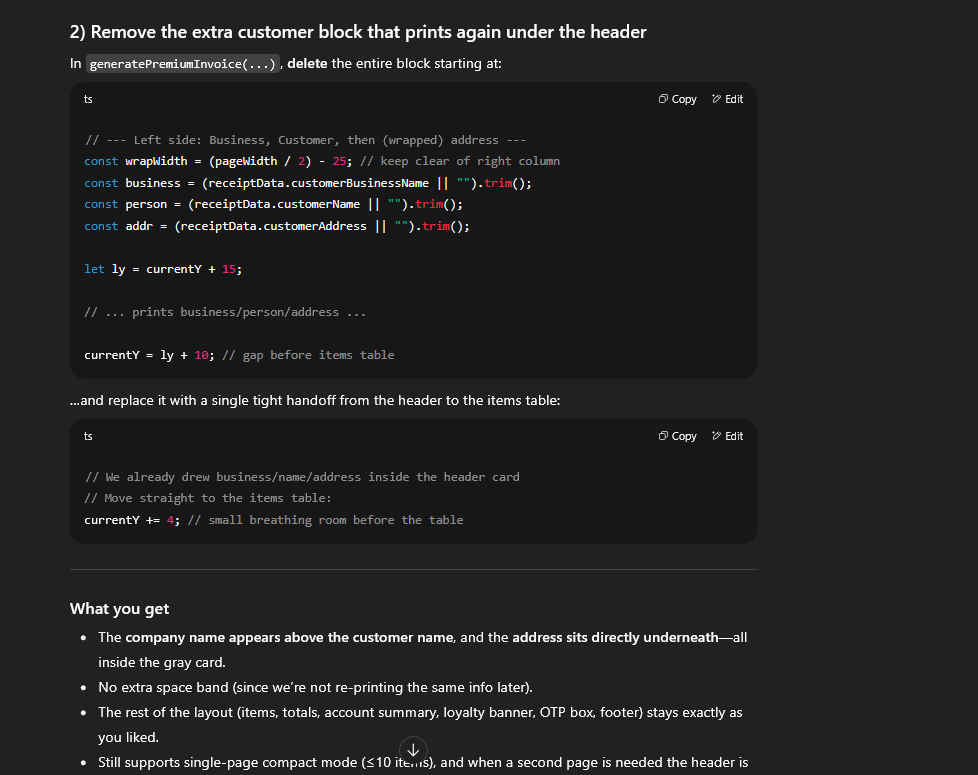 2) Remove the extra customer block that prints again under the header
In generatePremiumInvoice(...), delete the entire block starting at:
ts
Copy
Edit
// --- Left side: Business, Customer, then (wrapped) address ---
const wrapWidth = (pageWidth / 2) - 25; // keep clear of right column
const business = (receiptData.customerBusinessName || "").trim();
const person = (receiptData.customerName || "").trim();
const addr = (receiptData.customerAddress || "").trim();
let ly = currentY + 15;
// ... prints business/person/address ...
currentY = ly + 10; // gap before items table
…and replace it with a single tight handoff from the header to the items table:
ts
Copy
Edit
// We already drew business/name/address inside the header card
// Move straight to the items table:
currentY += 4; // small breathing room before the table
What you get
• The company name appears above the customer name, and the address sits directly underneath—all
inside the gray card.
• No extra space band (since we’re not re-printing the same info later).
• The rest of the layout (items, totals, account summary, loyalty banner, OTP box, footer) stays exactly as
you liked.
• Still supports single-page compact mode (≤10 items), and when a second page is needed the header is